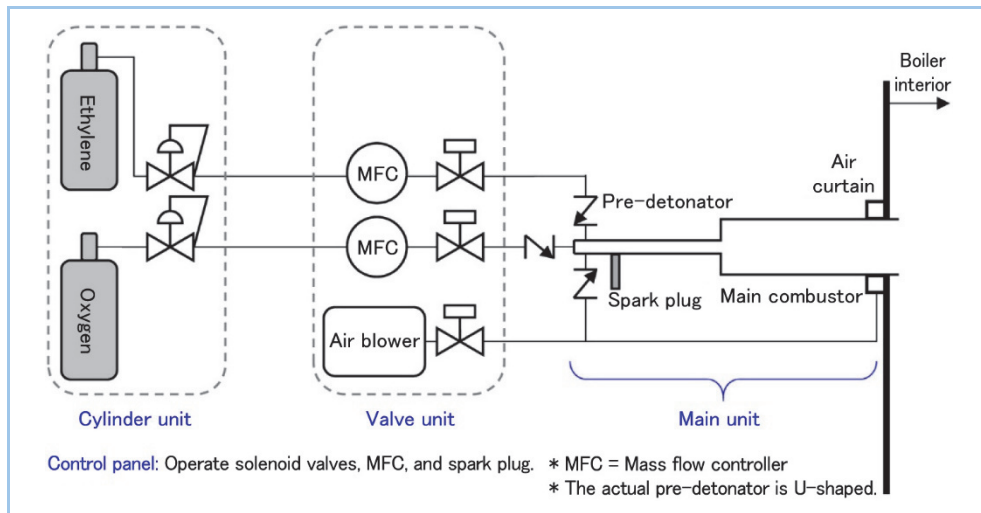 Boiler
interior
Ethylene
MFC
Air
curtain
Pre-detonator
Oxygen
MFC
Spark plug
Main combustor
Air blower
Cylinder unit
Valve unit
Main unit
Control panel: Operate solenoid valves, MFC, and spark plug.
* MFC = Mass flow controller
* The actual pre-detonator is U-shaped.